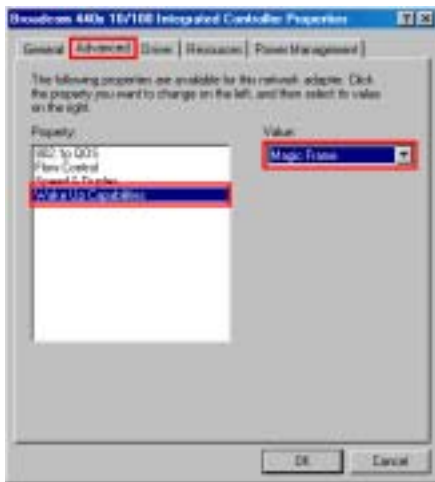 Broadcom 440x 10/100 Integrated Controller Properties
General Advanced Driver Resources Power Management
The following properties are available for this network adapter. Click
the property you want to change on the left, and then select its value
on the right.
Property: Value:
802.1p QOS Magic Frame
Flow Control
Speed & Duplex
Wake Up Capabilities
OK Cancel